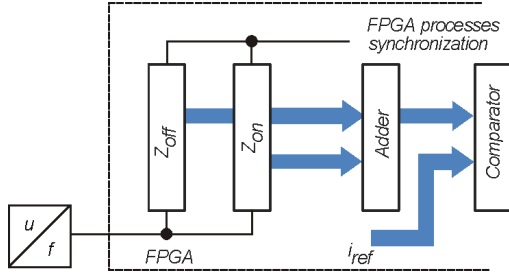 FPGA processes
synchronization
Zoff
Zon
Adder
Comparator
u
f
FPGA
iref